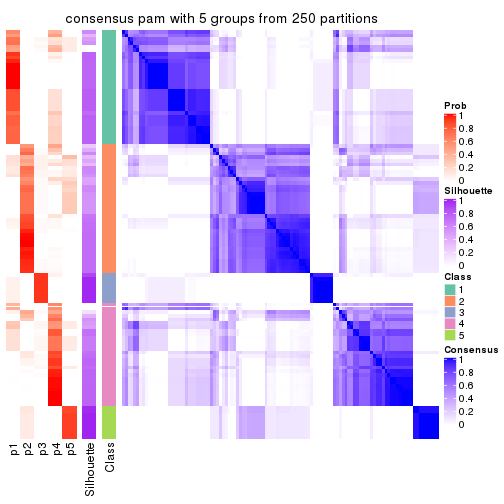 consensus pam with 5 groups from 250 partitions
Prob
1
0.8
0.6
0.4
0.2
0
Silhouette
1
0.8
0.6
0.4
0.2
0
Class
1
2
3
4
5
Consensus
1
0.8
0.6
0.4
0.2
0
p1
p2
p3
p4
p5
Silhouette
Class